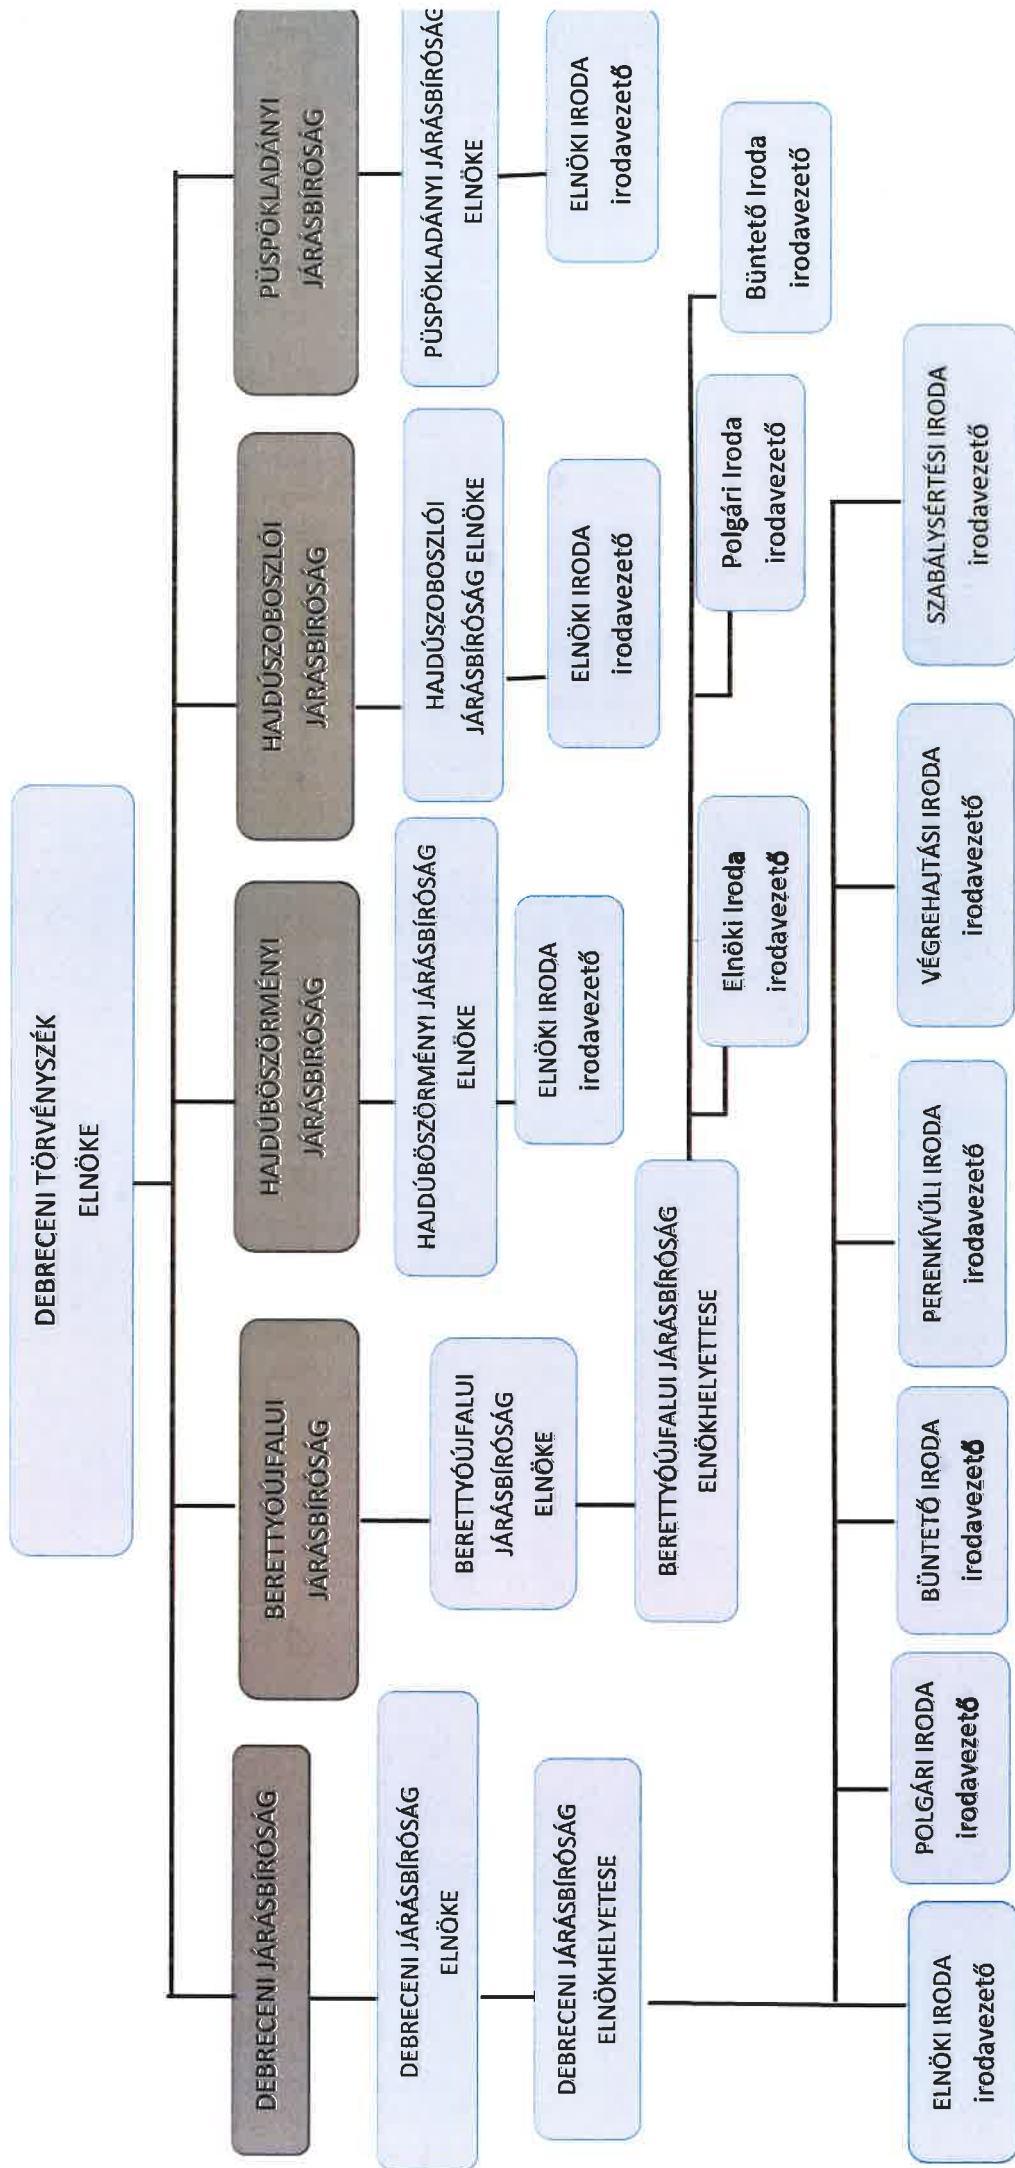 DEBRECENI TÖRVÉNYSZÉK
ELNÖKE
DEBRECENI JÁRÁSBÍRÓSÁG
BERETTYÓÚJFALUI
JÁRÁSBÍRÓSÁG
HAJDÚBÖSZÖRMÉNYI
JÁRÁSBÍRÓSÁG
HAJDÚSZOBOSZLÓI
JÁRÁSBÍRÓSÁG
PÜSPÖKLADÁNYI
JÁRÁSBÍRÓSÁG
DEBRECENI JÁRÁSBÍRÓSÁG
ELNÖKE
BERETTYÓÚJFALUI
JÁRÁSBÍRÓSÁG
ELNÖKE
HAJDÚBÖSZÖRMÉNYI JÁRÁSBÍRÓSÁG
ELNÖKE
HAJDÚSZOBOSZLÓI
JÁRÁSBÍRÓSÁG ELNÖKE
PÜSPÖKLADÁNYI JÁRÁSBÍRÓSÁG
ELNÖKE
DEBRECENI JÁRÁSBÍRÓSÁG
ELNÖKHELYETESE
BERETTYÓÚJFALUI JÁRÁSBÍRÓSÁG
ELNÖKHELYETTESE
ELNÖKI IRODA
irodavezető
ELNÖKI IRODA
irodavezető
ELNÖKI IRODA
irodavezető
Elnöki Iroda
irodavezető
Polgári Iroda
irodavezető
Büntető Iroda
irodavezető
ELNÖKI IRODA
irodavezető
POLGÁRI IRODA
irodavezető
BÜNTETŐ IRODA
irodavezető
PERENKÍVŰLI IRODA
irodavezető
VÉGREHAJTÁSI IRODA
irodavezető
SZABÁLYSÉRTÉSI IRODA
irodavezető